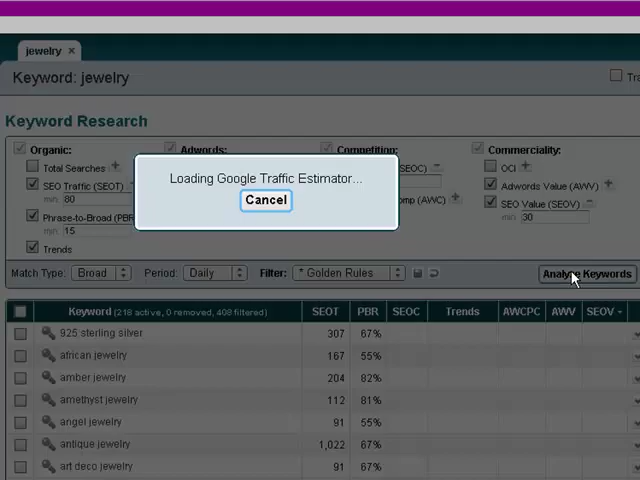 jewelry ×
Keyword: jewelry
Keyword Research
Organic: Adwords: Competition: Commerciality:
Total Searches
SEO Traffic (SEOT)
min: 80
Phrase-to-Broad (PBR
min: 15
Trends
SEOC)
omp (AWC)
OCI
Adwords Value (AWV)
SEO Value (SEOV)
min 30
Loading Google Traffic Estimator...
Cancel
Match Type: Broad Period: Daily Filter: * Golden Rules Analyse Keywords
Keyword (218 active, 0 removed, 408 filtered) SEOT PBR SEOC Trends AWCPC AWV SEOV
925 sterling silver 307 67%
african jewelry 167 55%
amber jewelry 204 82%
amethyst jewelry 112 81%
angel jewelry 91 55%
antique jewelry 1,022 67%
art deco jewelry 91 67%